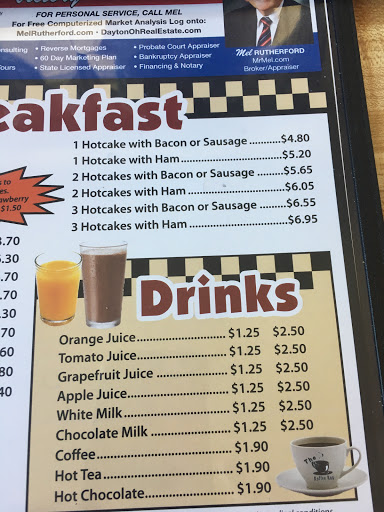 FOR PERSONAL SERVICE, CALL MEL
For Free Computerized Market Analysis Log onto:
MelRutherford.com • DaytonOhRealEstate.com
• Reverse Mortgages
• Probate Court Appraiser
• 60 Day Marketing Plan
• Bankruptcy Appraiser
• State Licensed Appraiser
• Financing & Notary
Mel RUTHERFORD
MrMel.com
Broker/Appraiser
eakfast
1 Hotcake with Bacon or Sausage ..........$4.80
1 Hotcake with Ham.............................$5.20
2 Hotcakes with Bacon or Sausage ........$5.65
2 Hotcakes with Ham...........................$6.05
3 Hotcakes with Bacon or Sausage ........$6.55
3 Hotcakes with Ham...........................$6.95
$1.50
Drinks
Orange Juice........................ $1.25 $2.50
Tomato Juice........................ $1.25 $2.50
Grapefruit Juice ................... $1.25 $2.50
Apple Juice........................... $1.25 $2.50
White Milk............................ $1.25 $2.50
Chocolate Milk ..................... $1.25 $2.50
Coffee................................... $1.90
Hot Tea................................. $1.90
Hot Chocolate....................... $1.90